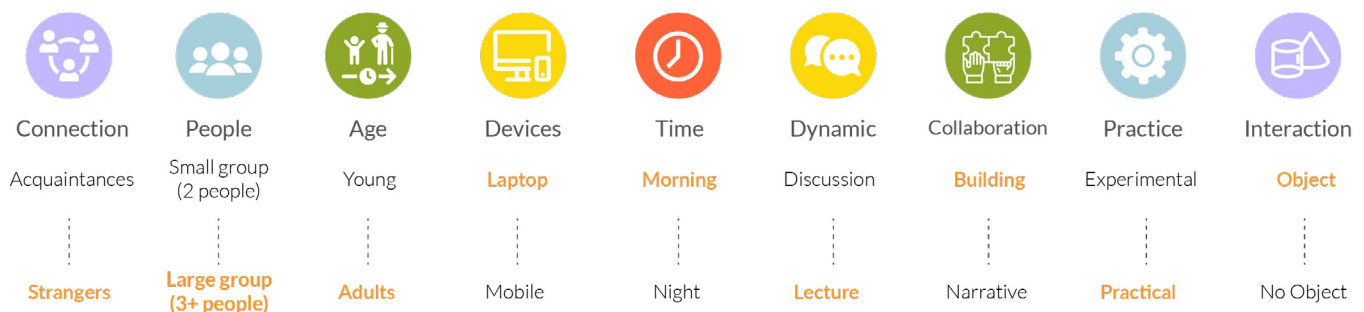 Connection People Age Devices Time Dynamic Collaboration Practice Interaction
Acquaintances Small group (2 people) Young Laptop Morning Discussion Building Experimental Object
Strangers Large group (3+ people) Adults Mobile Night Lecture Narrative Practical No Object